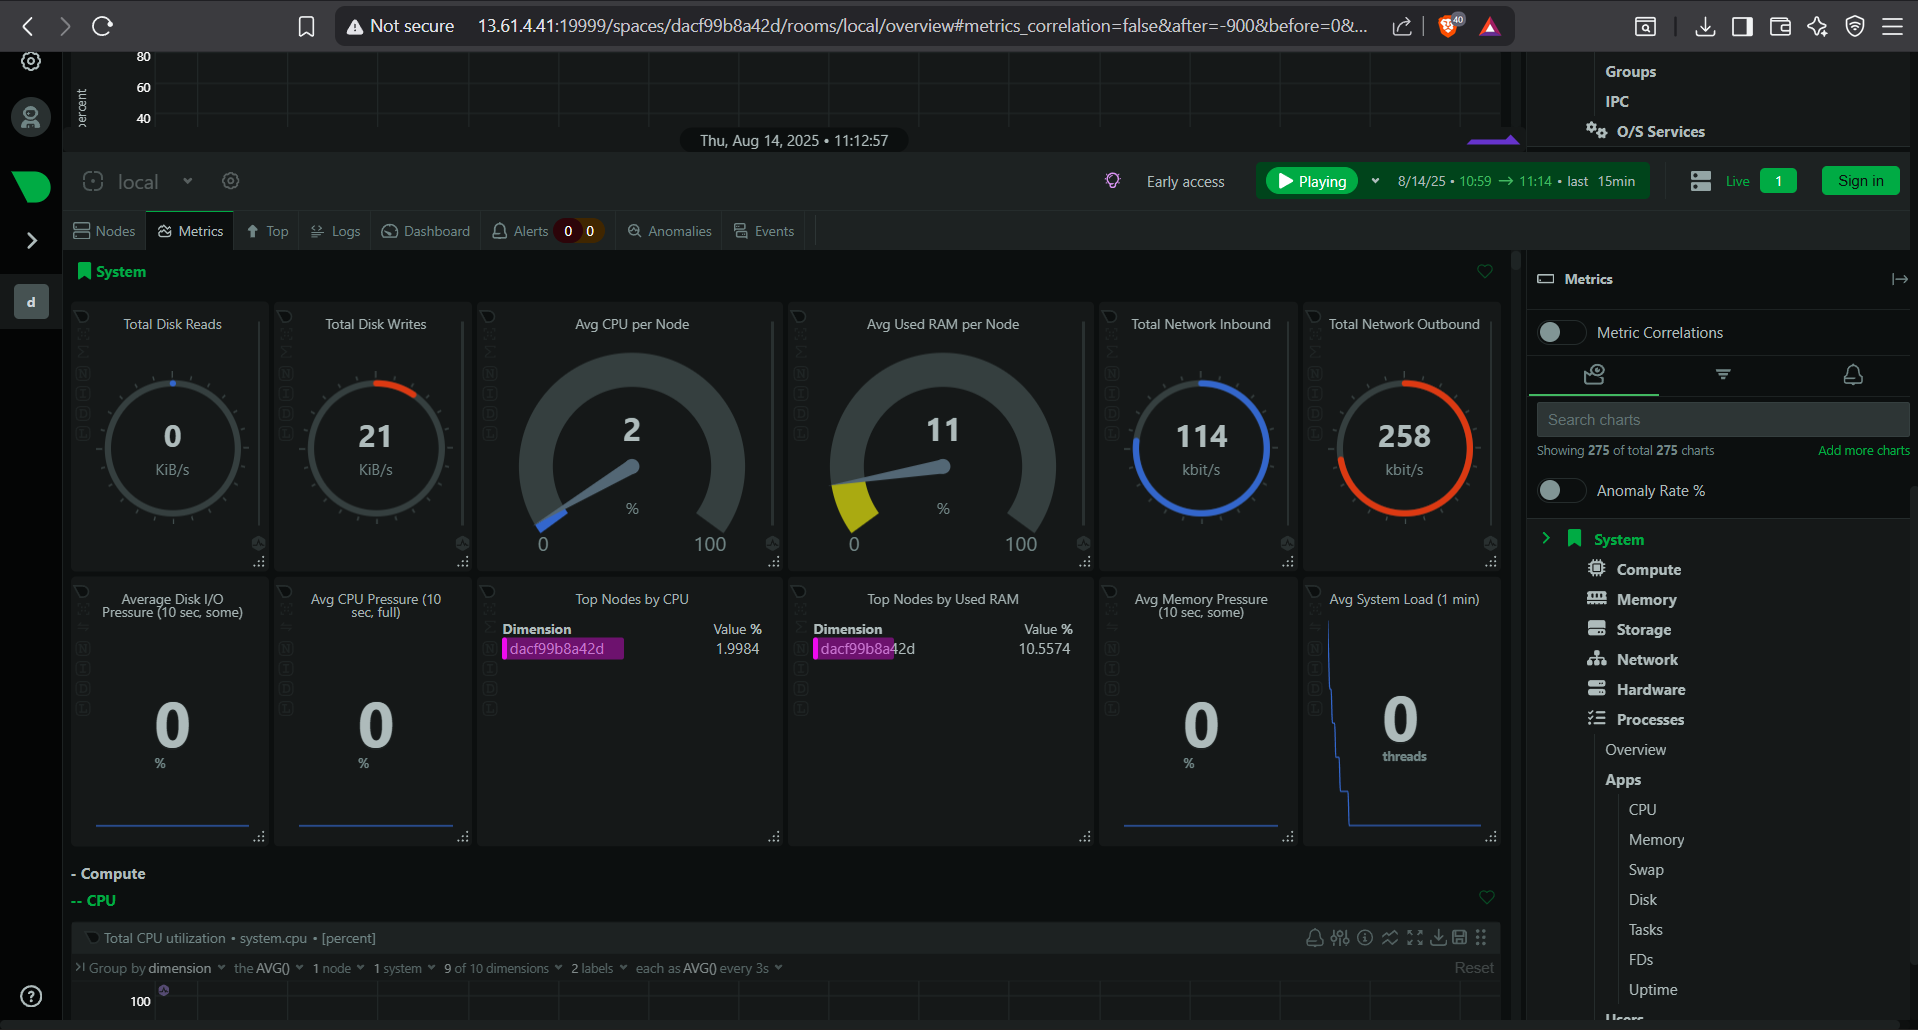 Not secure 13.61.4.41:19999/spaces/dacf99b8a42d/rooms/local/overview#metrics_correlation=false&after=-900&before=0&... 40
80
60
40
percent
Groups
IPC
O/S Services
Thu, Aug 14, 2025 • 11:12:57
local
Early access
Playing
8/14/25 • 10:59 → 11:14 • last 15min
Live 1
Sign in
Nodes Metrics Top Logs Dashboard Alerts 0 0 Anomalies Events
d
System
Total Disk Reads
0
KiB/s
Total Disk Writes
21
KiB/s
Avg CPU per Node
2
%
0 100
Avg Used RAM per Node
11
%
0 100
Total Network Inbound
114
kbit/s
Total Network Outbound
258
kbit/s
Average Disk I/O
Pressure (10 sec, some)
0
%
Avg CPU Pressure (10
sec, full)
0
%
Top Nodes by CPU
Dimension Value %
dacf99b8a42d 1.9984
Top Nodes by Used RAM
Dimension Value %
dacf99b8a42d 10.5574
Avg Memory Pressure
(10 sec, some)
0
%
Avg System Load (1 min)
0
threads
- Compute
-- CPU
Total CPU utilization • system.cpu • [percent]
Group by dimension the AVG() 1 node 1 system 9 of 10 dimensions 2 labels each as AVG() every 3s Reset
100
Metrics
Metric Correlations
Search charts
Showing 275 of total 275 charts Add more charts
Anomaly Rate %
System
Compute
Memory
Storage
Network
Hardware
Processes
Overview
Apps
CPU
Memory
Swap
Disk
Tasks
FDs
Uptime
Users